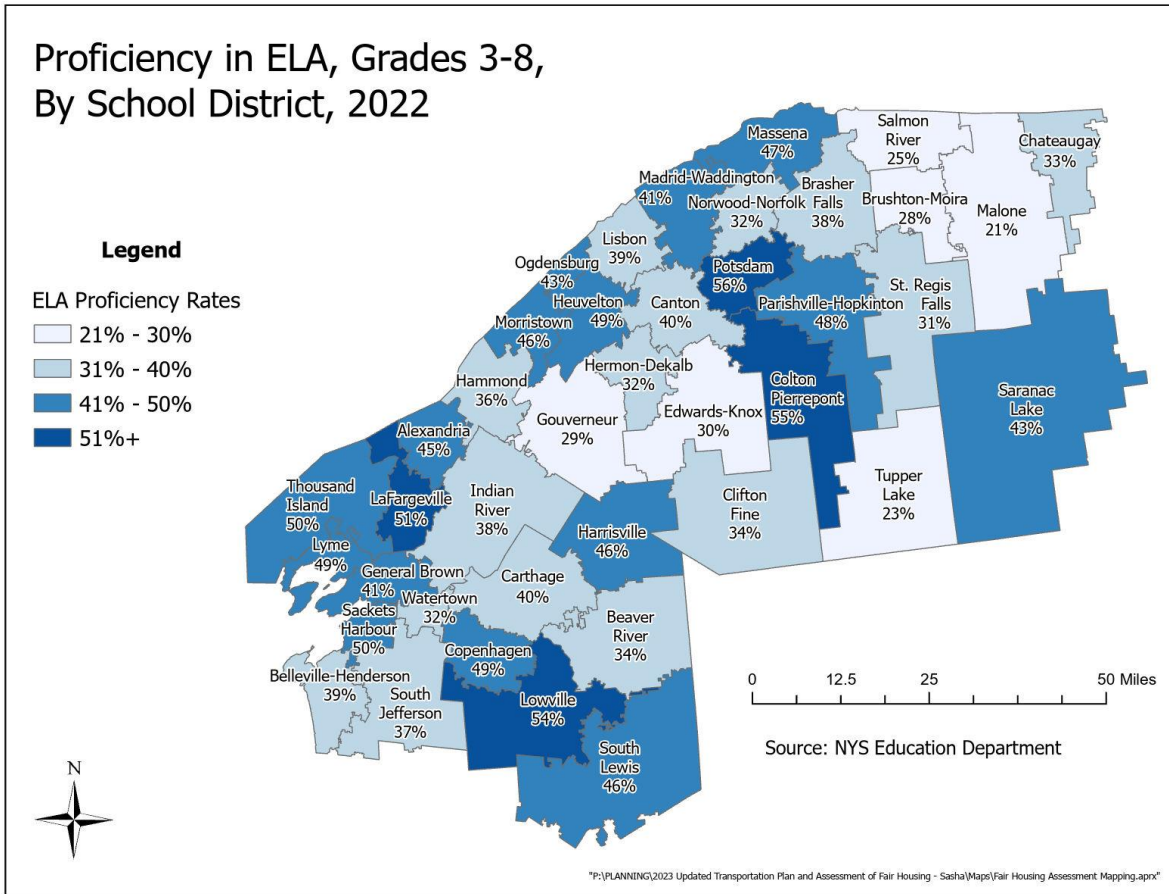 Proficiency in ELA, Grades 3-8,
By School District, 2022
Legend
ELA Proficiency Rates
21% - 30%
31% - 40%
41% - 50%
51%+
Massena
47%
Salmon
River
25%
Chateaugay
33%
Madrid-Waddington
41%
Norwood-Norfolk
32%
Brasher
Falls
38%
Brushton-Moira
28%
Malone
21%
Lisbon
39%
Ogdensburg
43%
Heuvelton
49%
Morristown
46%
Canton
40%
Potsdam
56%
Parishville-Hopkinton
48%
St. Regis
Falls
31%
Hammond
36%
Hermon-Dekalb
32%
Gouverneur
29%
Edwards-Knox
30%
Colton
Pierrepont
55%
Saranac
Lake
43%
Alexandria
45%
Thousand
Island
50%
LaFargeville
51%
Indian
River
38%
Harrisville
46%
Clifton
Fine
34%
Tupper
Lake
23%
Lyme
49%
General Brown
41%
Watertown
32%
Carthage
40%
Sackets
Harbour
50%
Beaver
River
34%
Copenhagen
49%
Belleville-Henderson
39%
South
Jefferson
37%
Lowville
54%
South
Lewis
46%
0 12.5 25 50 Miles
Source: NYS Education Department
N
"P:\PLANNING\2023 Updated Transportation Plan and Assessment of Fair Housing - Sasha\Maps\Fair Housing Assessment Mapping.aprx"